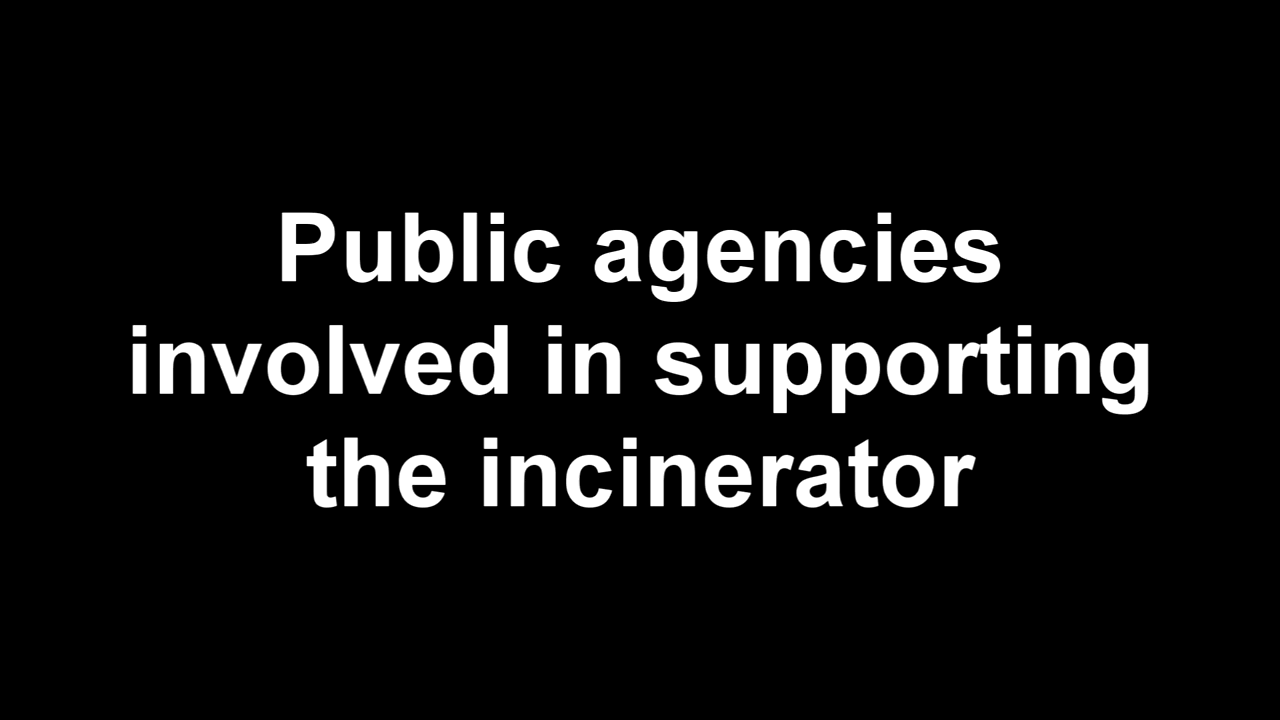 Public agencies
involved in supporting
the incinerator